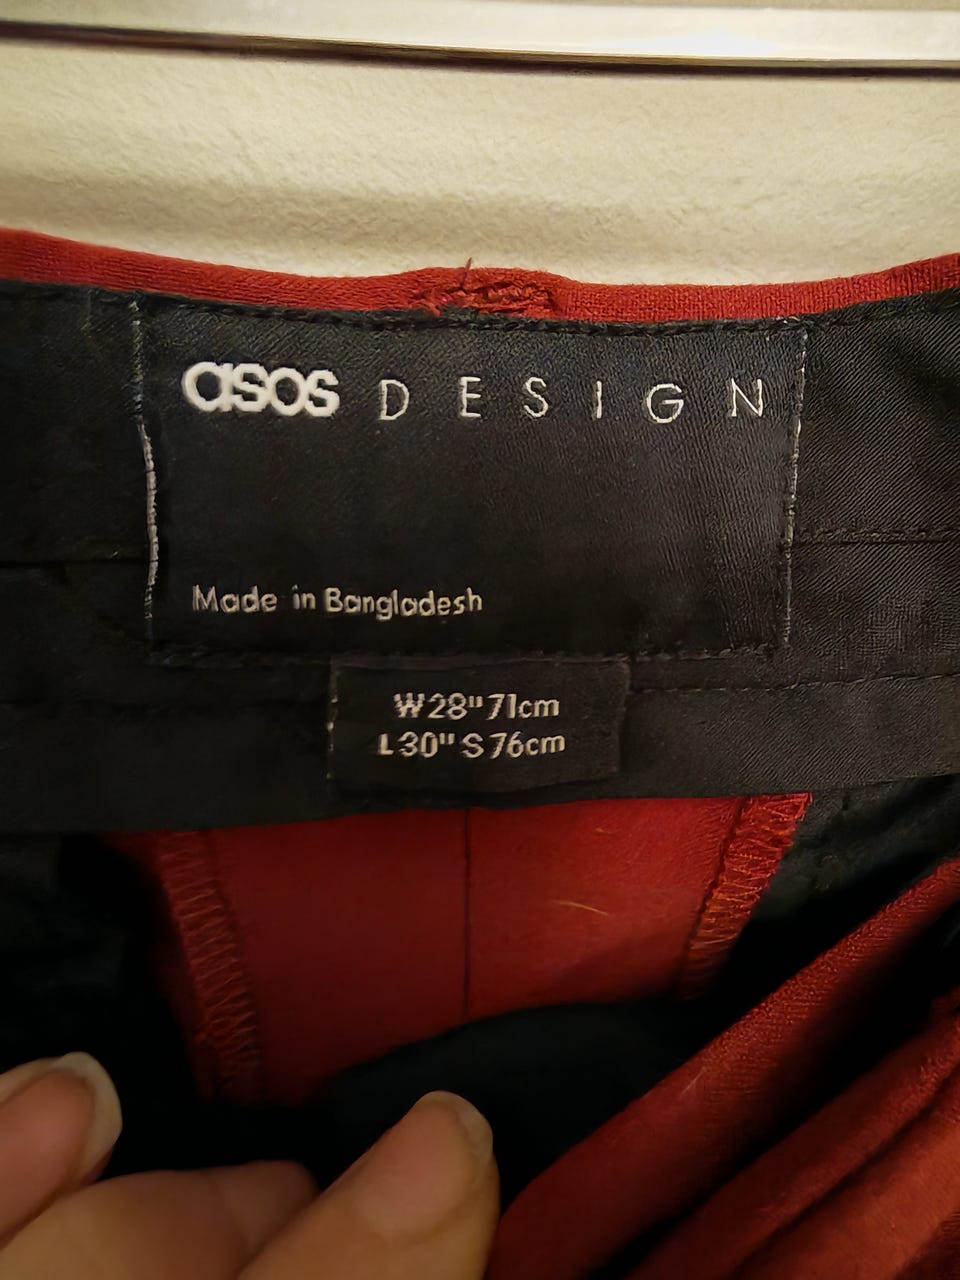 asos DESIGN
Made in Bangladesh
W28" 71cm
L30" S 76cm